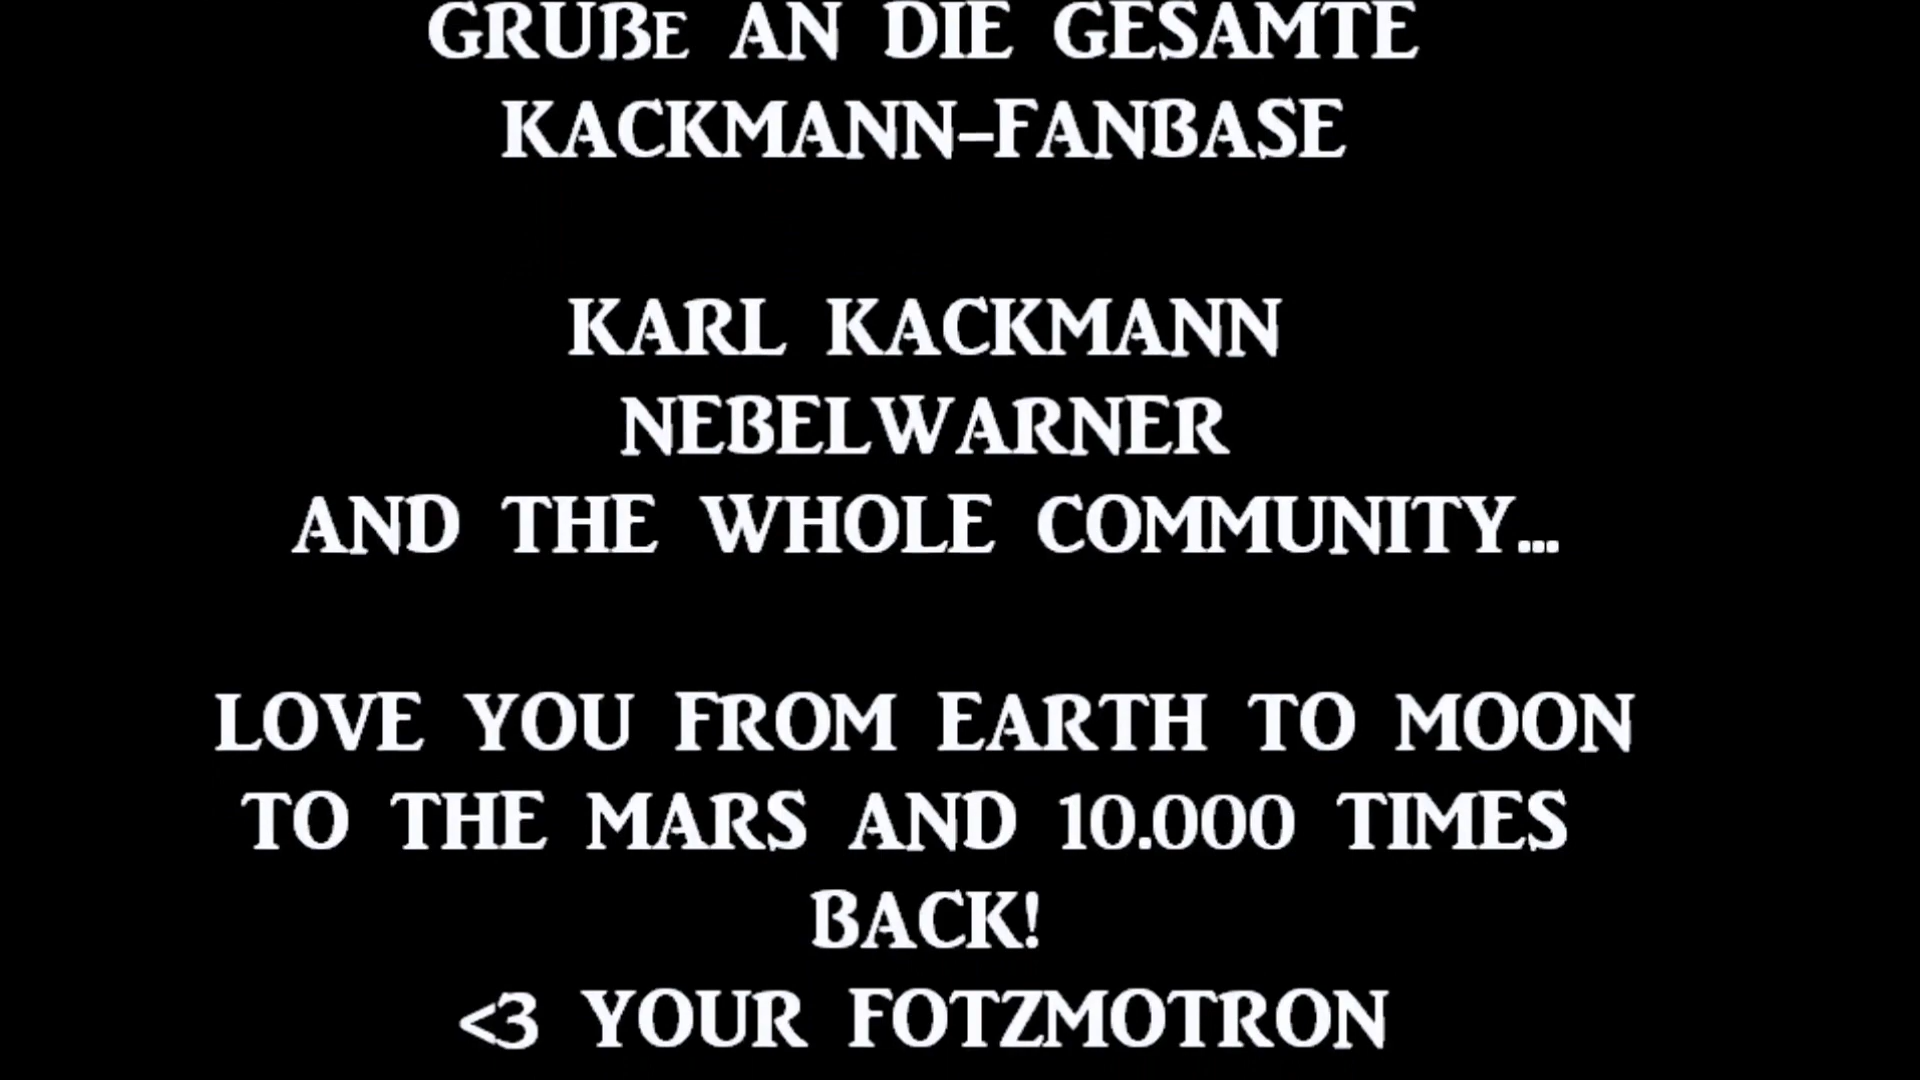 GRUßE AN DIE GESAMTE
KACKMANN-FANBASE
KARL KACKMANN
NEBELWARNER
AND THE WHOLE COMMUNITY...
LOVE YOU FROM EARTH TO MOON
TO THE MARS AND 10.000 TIMES
BACK!
<3 YOUR FOTZMOTRON